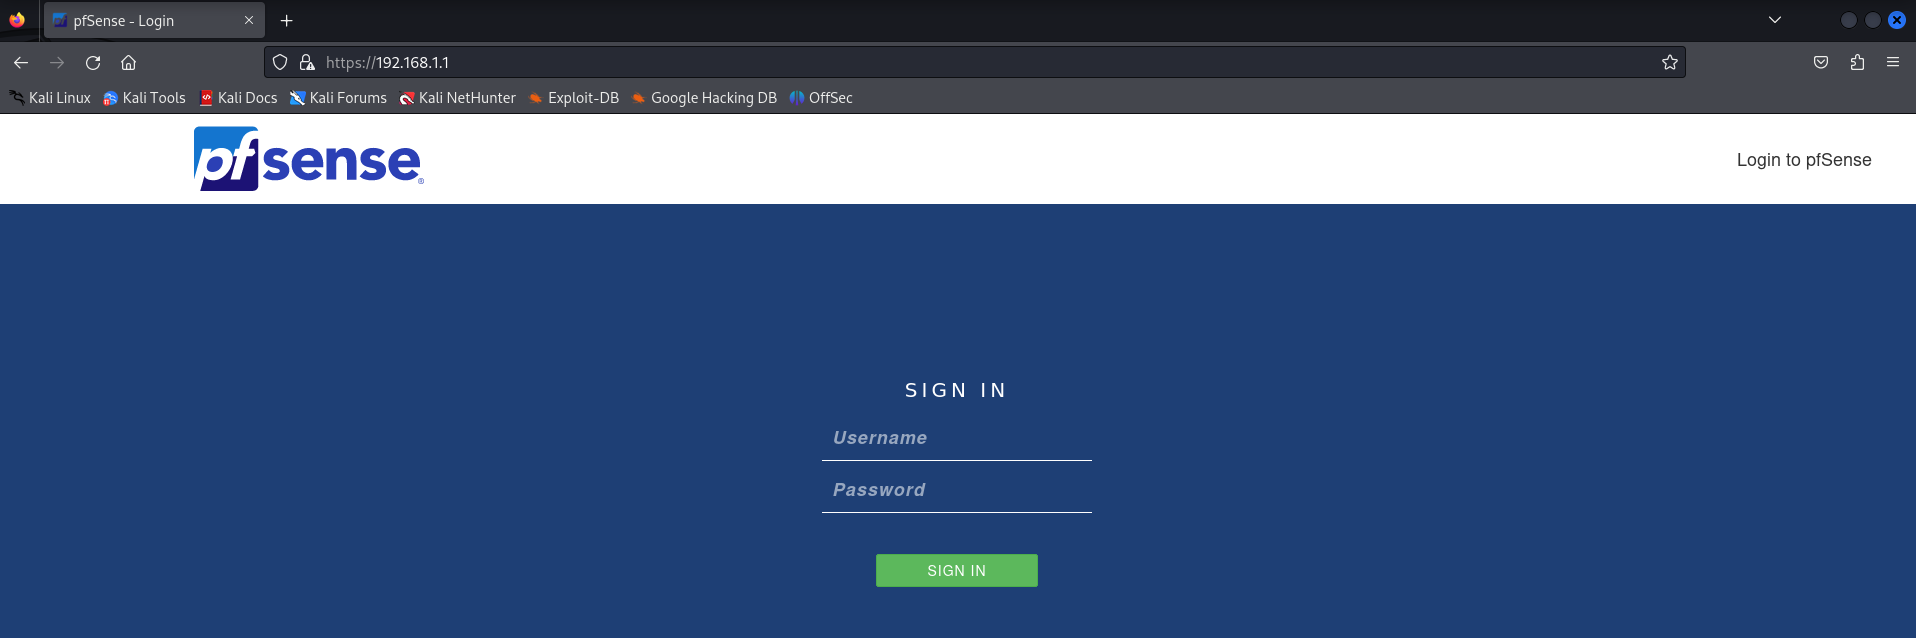 pfSense - Login
https://192.168.1.1
Kali Linux Kali Tools Kali Docs Kali Forums Kali NetHunter Exploit-DB Google Hacking DB OffSec
pfsense® Login to pfSense
SIGN IN
Username
Password
SIGN IN